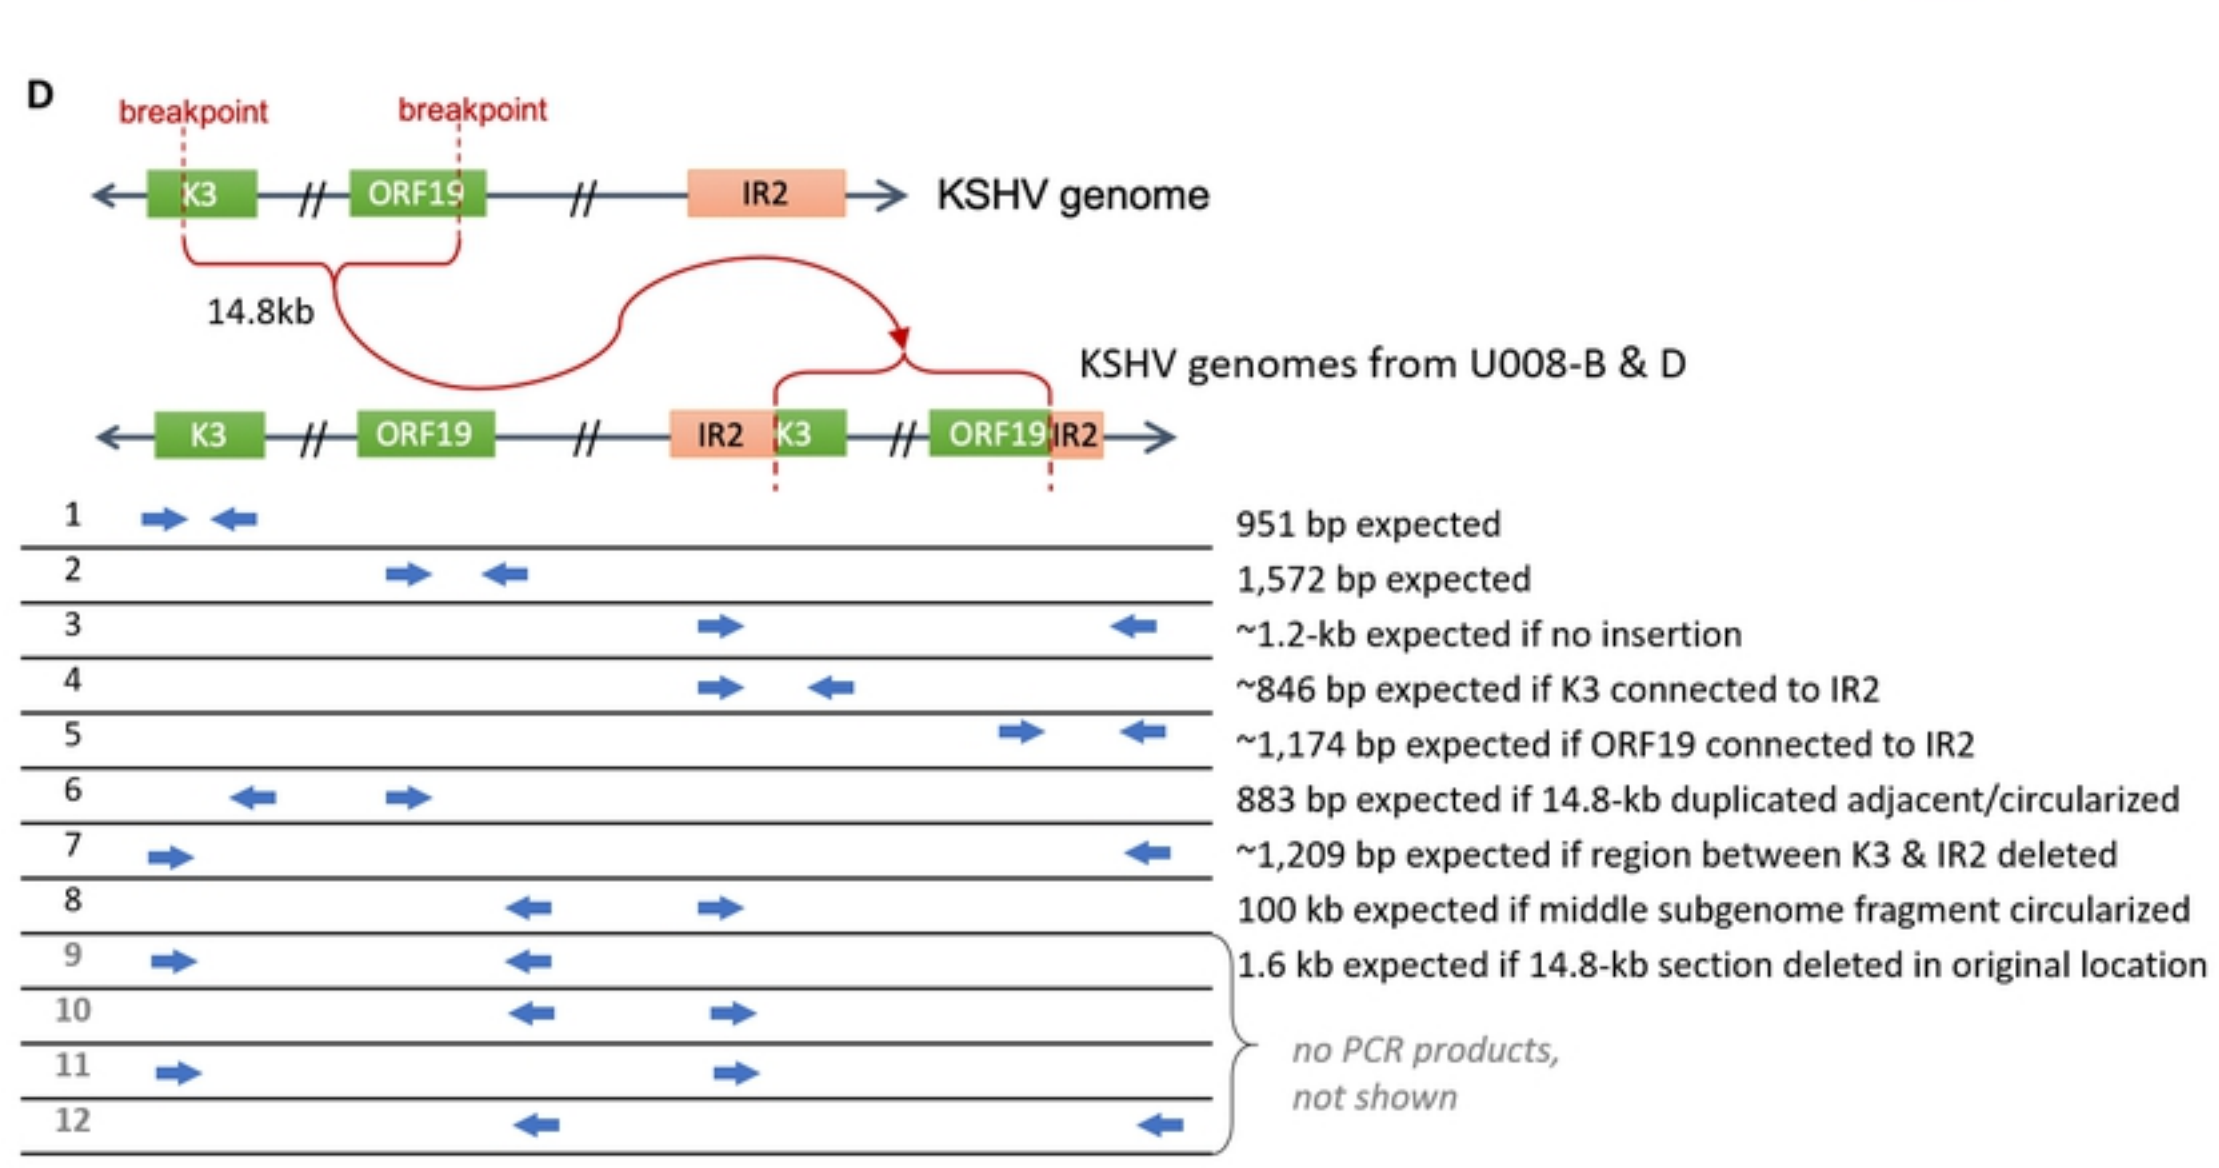 D
breakpoint breakpoint
K3 // ORF19 // IR2 KSHV genome
14.8kb
KSHV genomes from U008-B & D
K3 // ORF19 // IR2 K3 // ORF19 IR2
1 951 bp expected
2 1,572 bp expected
3 ~1.2-kb expected if no insertion
4 ~846 bp expected if K3 connected to IR2
5 ~1,174 bp expected if ORF19 connected to IR2
6 883 bp expected if 14.8-kb duplicated adjacent/circularized
7 ~1,209 bp expected if region between K3 & IR2 deleted
8 100 kb expected if middle subgenome fragment circularized
9 1.6 kb expected if 14.8-kb section deleted in original location
10
11
12
no PCR products,
not shown